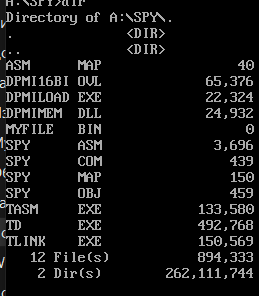 A:\SPY>dir
Directory of A:\SPY\.
. <DIR>
.. <DIR>
ASM MAP 40
DPMI16BI OVL 65,376
DPMILOAD EXE 22,324
DPMIMEM DLL 24,932
MYFILE BIN 0
SPY ASM 3,696
SPY COM 439
SPY MAP 150
SPY OBJ 459
TASM EXE 133,580
TD EXE 492,768
TLINK EXE 150,569
12 File(s) 894,333
2 Dir(s) 262,111,744